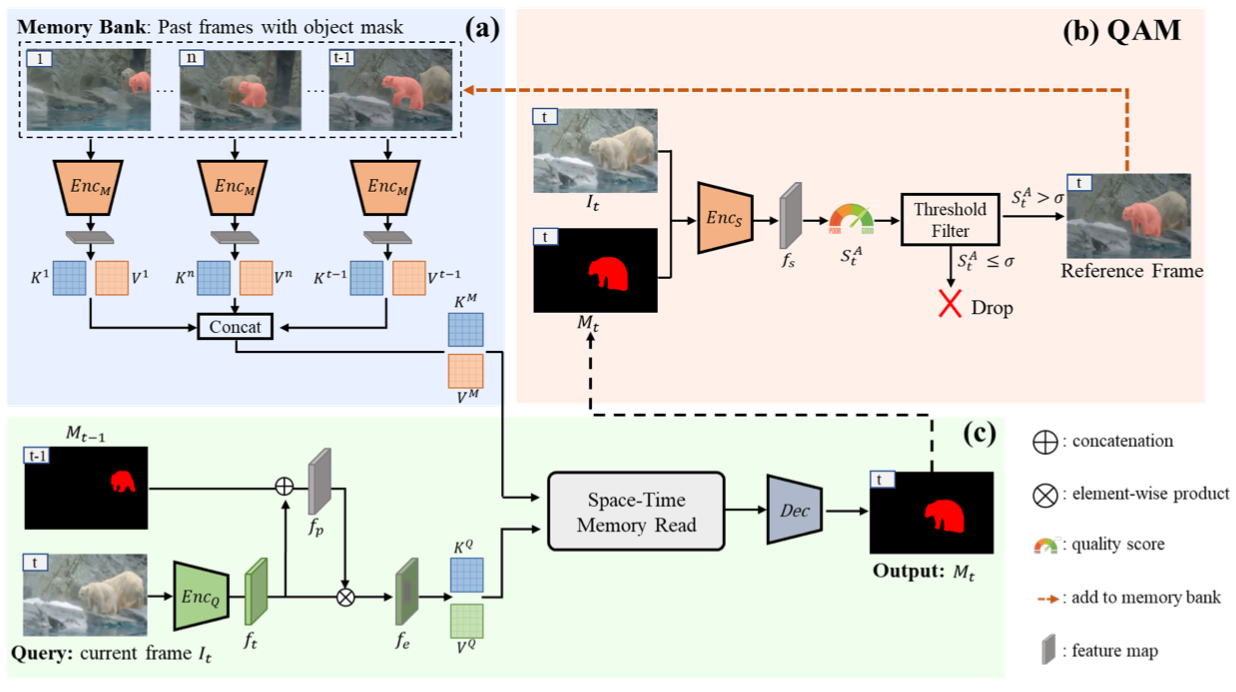 Memory Bank: Past frames with object mask
(a)
1
n
t-1
...
...
Enc_M
Enc_M
Enc_M
K^1
V^1
K^n
V^n
K^{t-1}
V^{t-1}
Concat
K^M
V^M
(b) QAM
t
I_t
t
M_t
Enc_S
f_s
POOR
GOOD
S_t^A
Threshold
Filter
S_t^A > σ
S_t^A ≤ σ
Drop
t
Reference Frame
(c)
M_{t-1}
t-1
f_p
t
Enc_Q
f_t
f_e
K^Q
V^Q
Query: current frame I_t
Space-Time
Memory Read
Dec
t
Output: M_t
: concatenation
: element-wise product
: quality score
: add to memory bank
: feature map